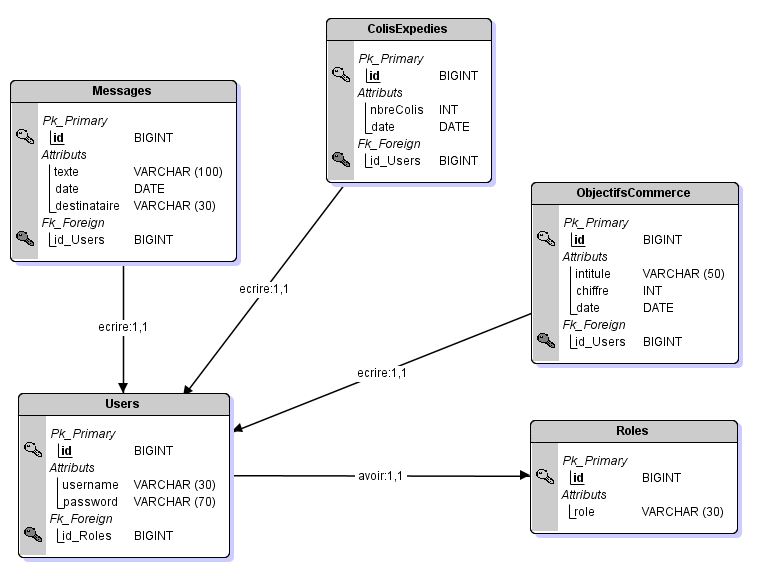 ColisExpedies
Pk_Primary
id BIGINT
Attributs
nbreColis INT
date DATE
Fk_Foreign
id_Users BIGINT
Messages
Pk_Primary
id BIGINT
Attributs
texte VARCHAR (100)
date DATE
destinataire VARCHAR (30)
Fk_Foreign
id_Users BIGINT
ObjectifsCommerce
Pk_Primary
id BIGINT
Attributs
intitule VARCHAR (50)
chiffre INT
date DATE
Fk_Foreign
id_Users BIGINT
ecrire:1,1
ecrire:1,1
ecrire:1,1
Users
Pk_Primary
id BIGINT
Attributs
username VARCHAR (30)
password VARCHAR (70)
Fk_Foreign
id_Roles BIGINT
avoir:1,1
Roles
Pk_Primary
id BIGINT
Attributs
role VARCHAR (30)